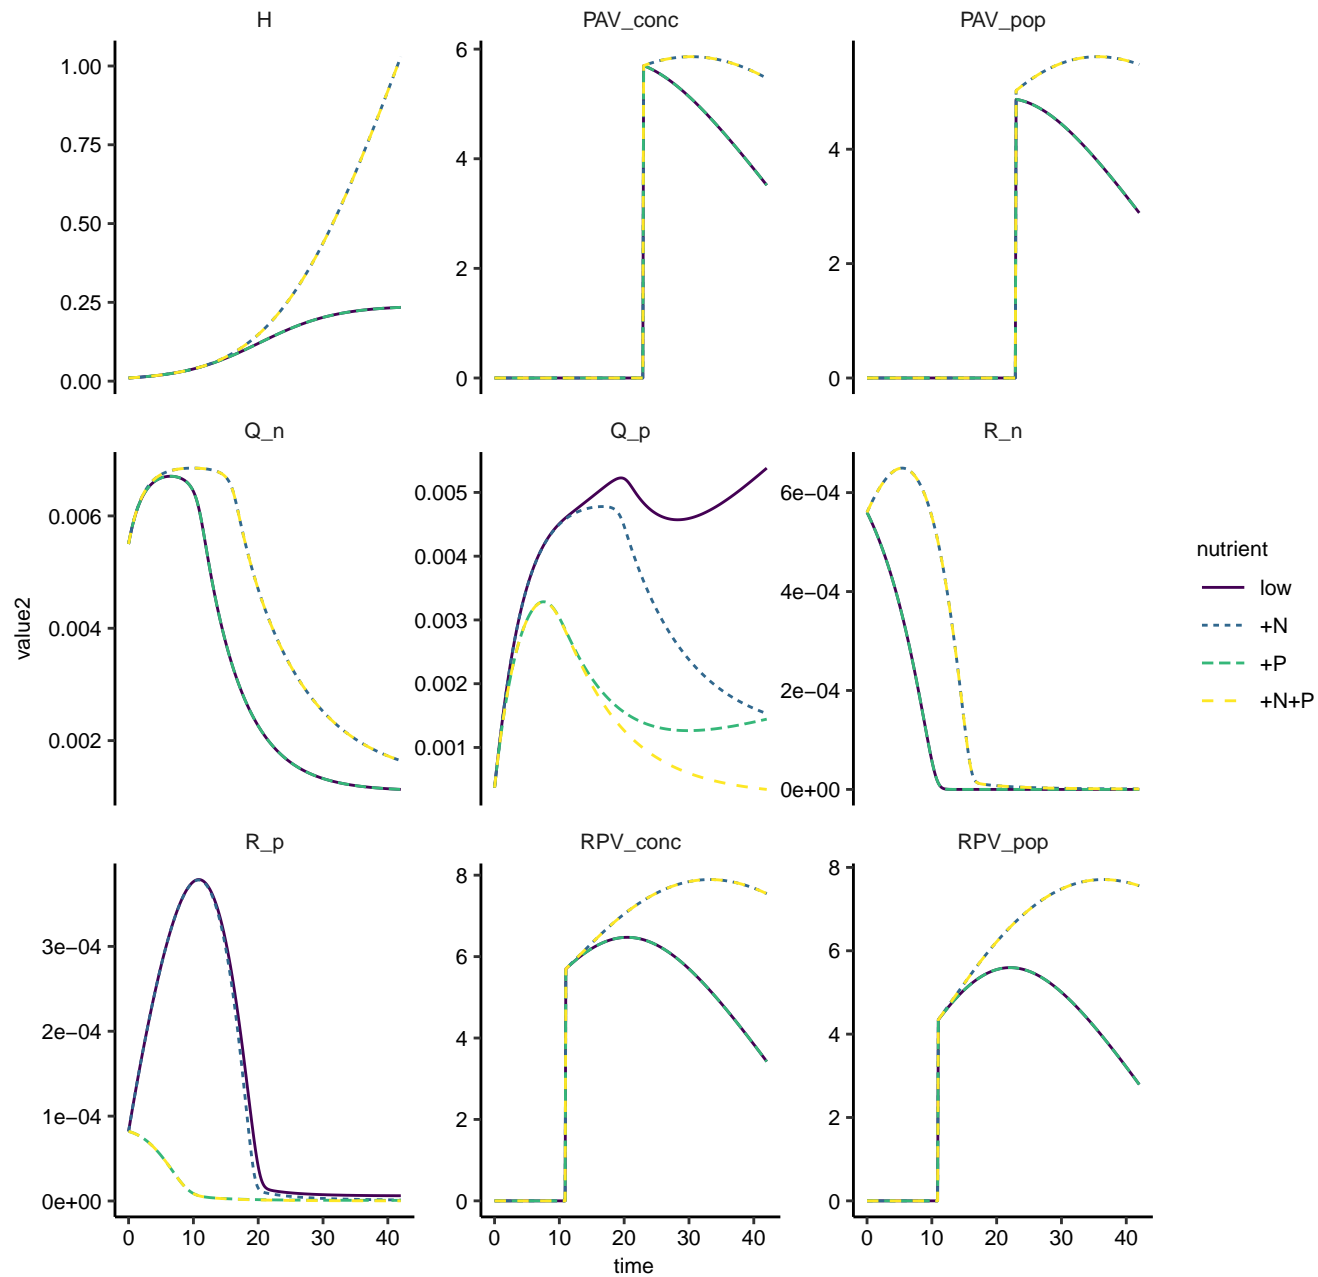 H
PAV_conc
PAV_pop
1.00
0.75
0.50
0.25
0.00
6
4
2
0
4
2
0
Q_n
Q_p
R_n
0.006
0.004
0.002
0.005
0.004
0.003
0.002
0.001
6e−04
4e−04
2e−04
0e+00
R_p
RPV_conc
RPV_pop
3e−04
2e−04
1e−04
0e+00
8
6
4
2
0
8
6
4
2
0
0 10 20 30 40
0 10 20 30 40
0 10 20 30 40
time
value2
nutrient
low
+N
+P
+N+P